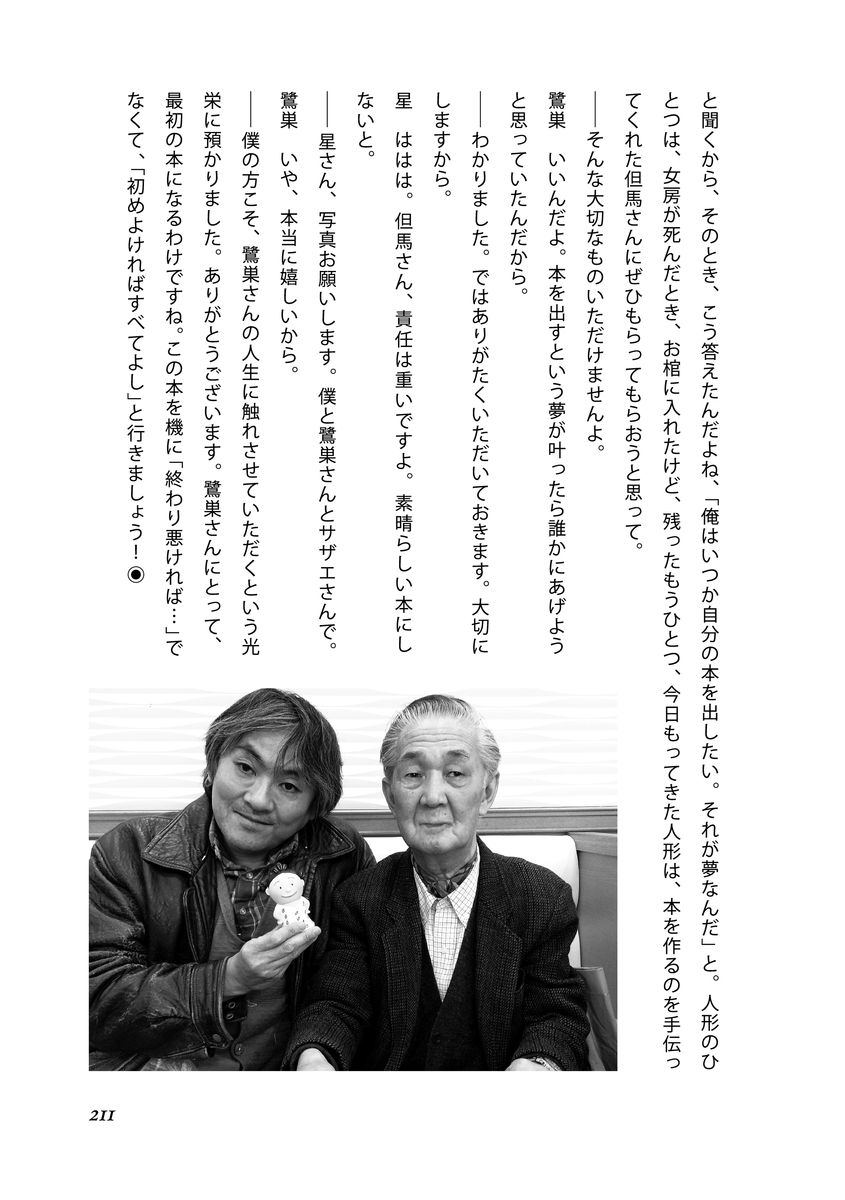 と聞くから、そのとき、こう答えたんだよね、「俺はいつか自分の本を出したい。それが夢なんだ」と。人形のひ
とつは、女房が死んだとき、お棺に入れたけど、残ったもうひとつ、今日もってきた人形は、本を作るのを手伝っ
てくれた但馬さんにぜひもらってもらおうと思って。
──そんな大切なものいただけませんよ。
鷺巣　いいんだよ。本を出すという夢が叶ったら誰かにあげよう
と思っていたんだから。
──わかりました。ではありがたくいただいておきます。大切に
しますから。
星　ははは。但馬さん、責任は重いですよ。素晴らしい本にし
ないと。
──星さん、写真お願いします。僕と鷺巣さんとサザエさんで。
鷺巣　いや、本当に嬉しいから。
──僕の方こそ、鷺巣さんの人生に触れさせていただくという光
栄に預かりました。ありがとうございます。鷺巣さんにとって、
最初の本になるわけですね。この本を機に「終わり悪ければ…」で
なくて、「初めよければすべてよし」と行きましょう！◉
211